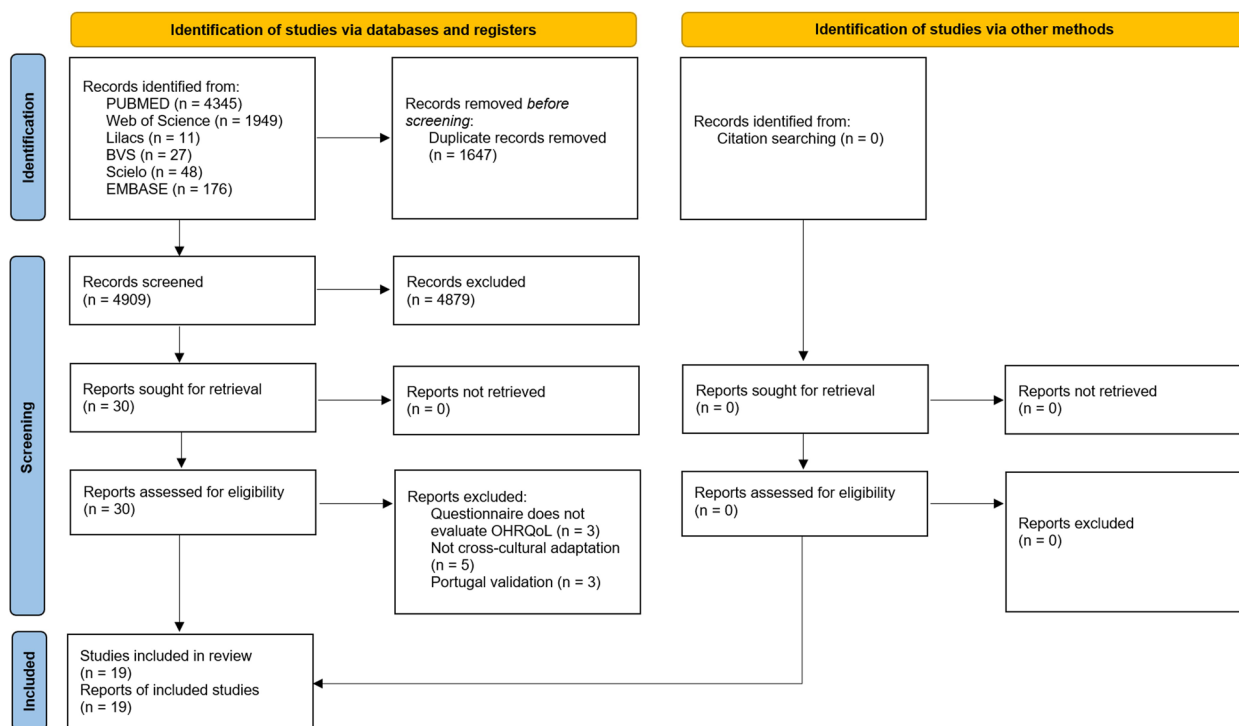 Identification of studies via databases and registers
Identification of studies via other methods
Identification
Records identified from:
PUBMED (n = 4345)
Web of Science (n = 1949)
Lilacs (n = 11)
BVS (n = 27)
Scielo (n = 48)
EMBASE (n = 176)
Records removed before
screening:
Duplicate records removed
(n = 1647)
Records identified from:
Citation searching (n = 0)
Screening
Records screened
(n = 4909)
Records excluded
(n = 4879)
Reports sought for retrieval
(n = 30)
Reports not retrieved
(n = 0)
Reports sought for retrieval
(n = 0)
Reports not retrieved
(n = 0)
Reports assessed for eligibility
(n = 30)
Reports excluded:
Questionnaire does not
evaluate OHRQoL (n = 3)
Not cross-cultural adaptation
(n = 5)
Portugal validation (n = 3)
Reports assessed for eligibility
(n = 0)
Reports excluded
(n = 0)
Included
Studies included in review
(n = 19)
Reports of included studies
(n = 19)